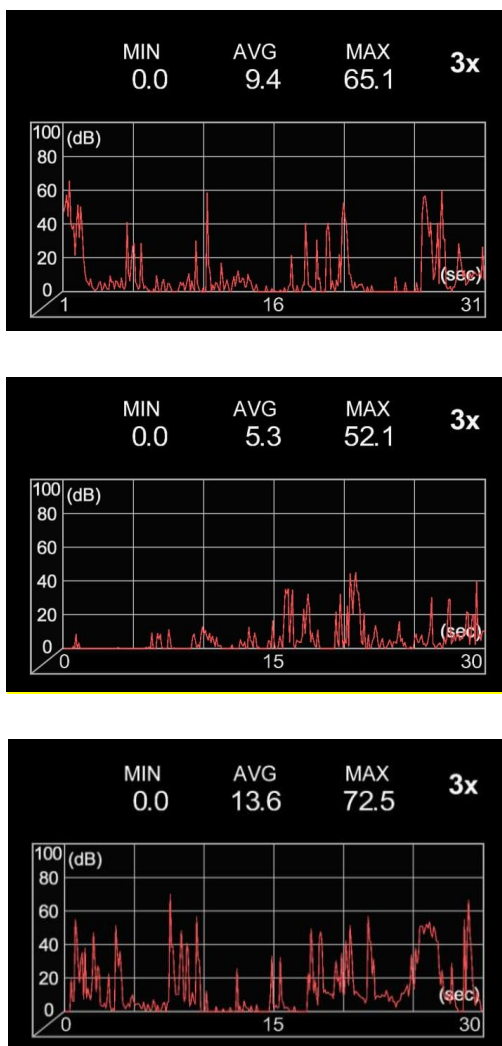 MIN AVG MAX 3x
0.0 9.4 65.1
100 (dB)
80
60
40
20
0 (sec)
1 16 31
MIN AVG MAX 3x
0.0 5.3 52.1
100 (dB)
80
60
40
20
0 (sec)
0 15 30
MIN AVG MAX 3x
0.0 13.6 72.5
100 (dB)
80
60
40
20
0 (sec)
0 15 30